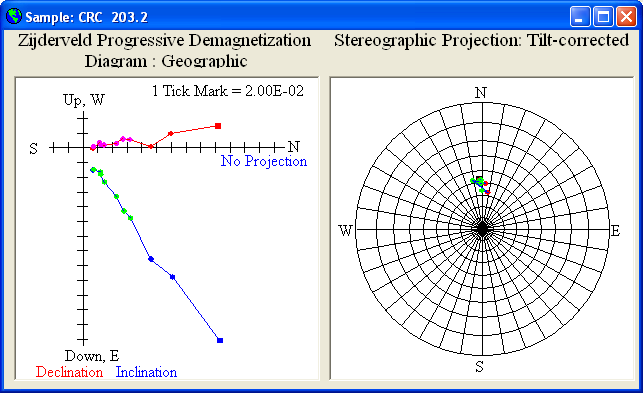 Sample: CRC 203.2
Zijderveld Progressive Demagnetization
Diagram : Geographic
Stereographic Projection: Tilt-corrected
1 Tick Mark = 2.00E-02
Up, W
S
N
No Projection
Down, E
Declination Inclination
N
W
E
S